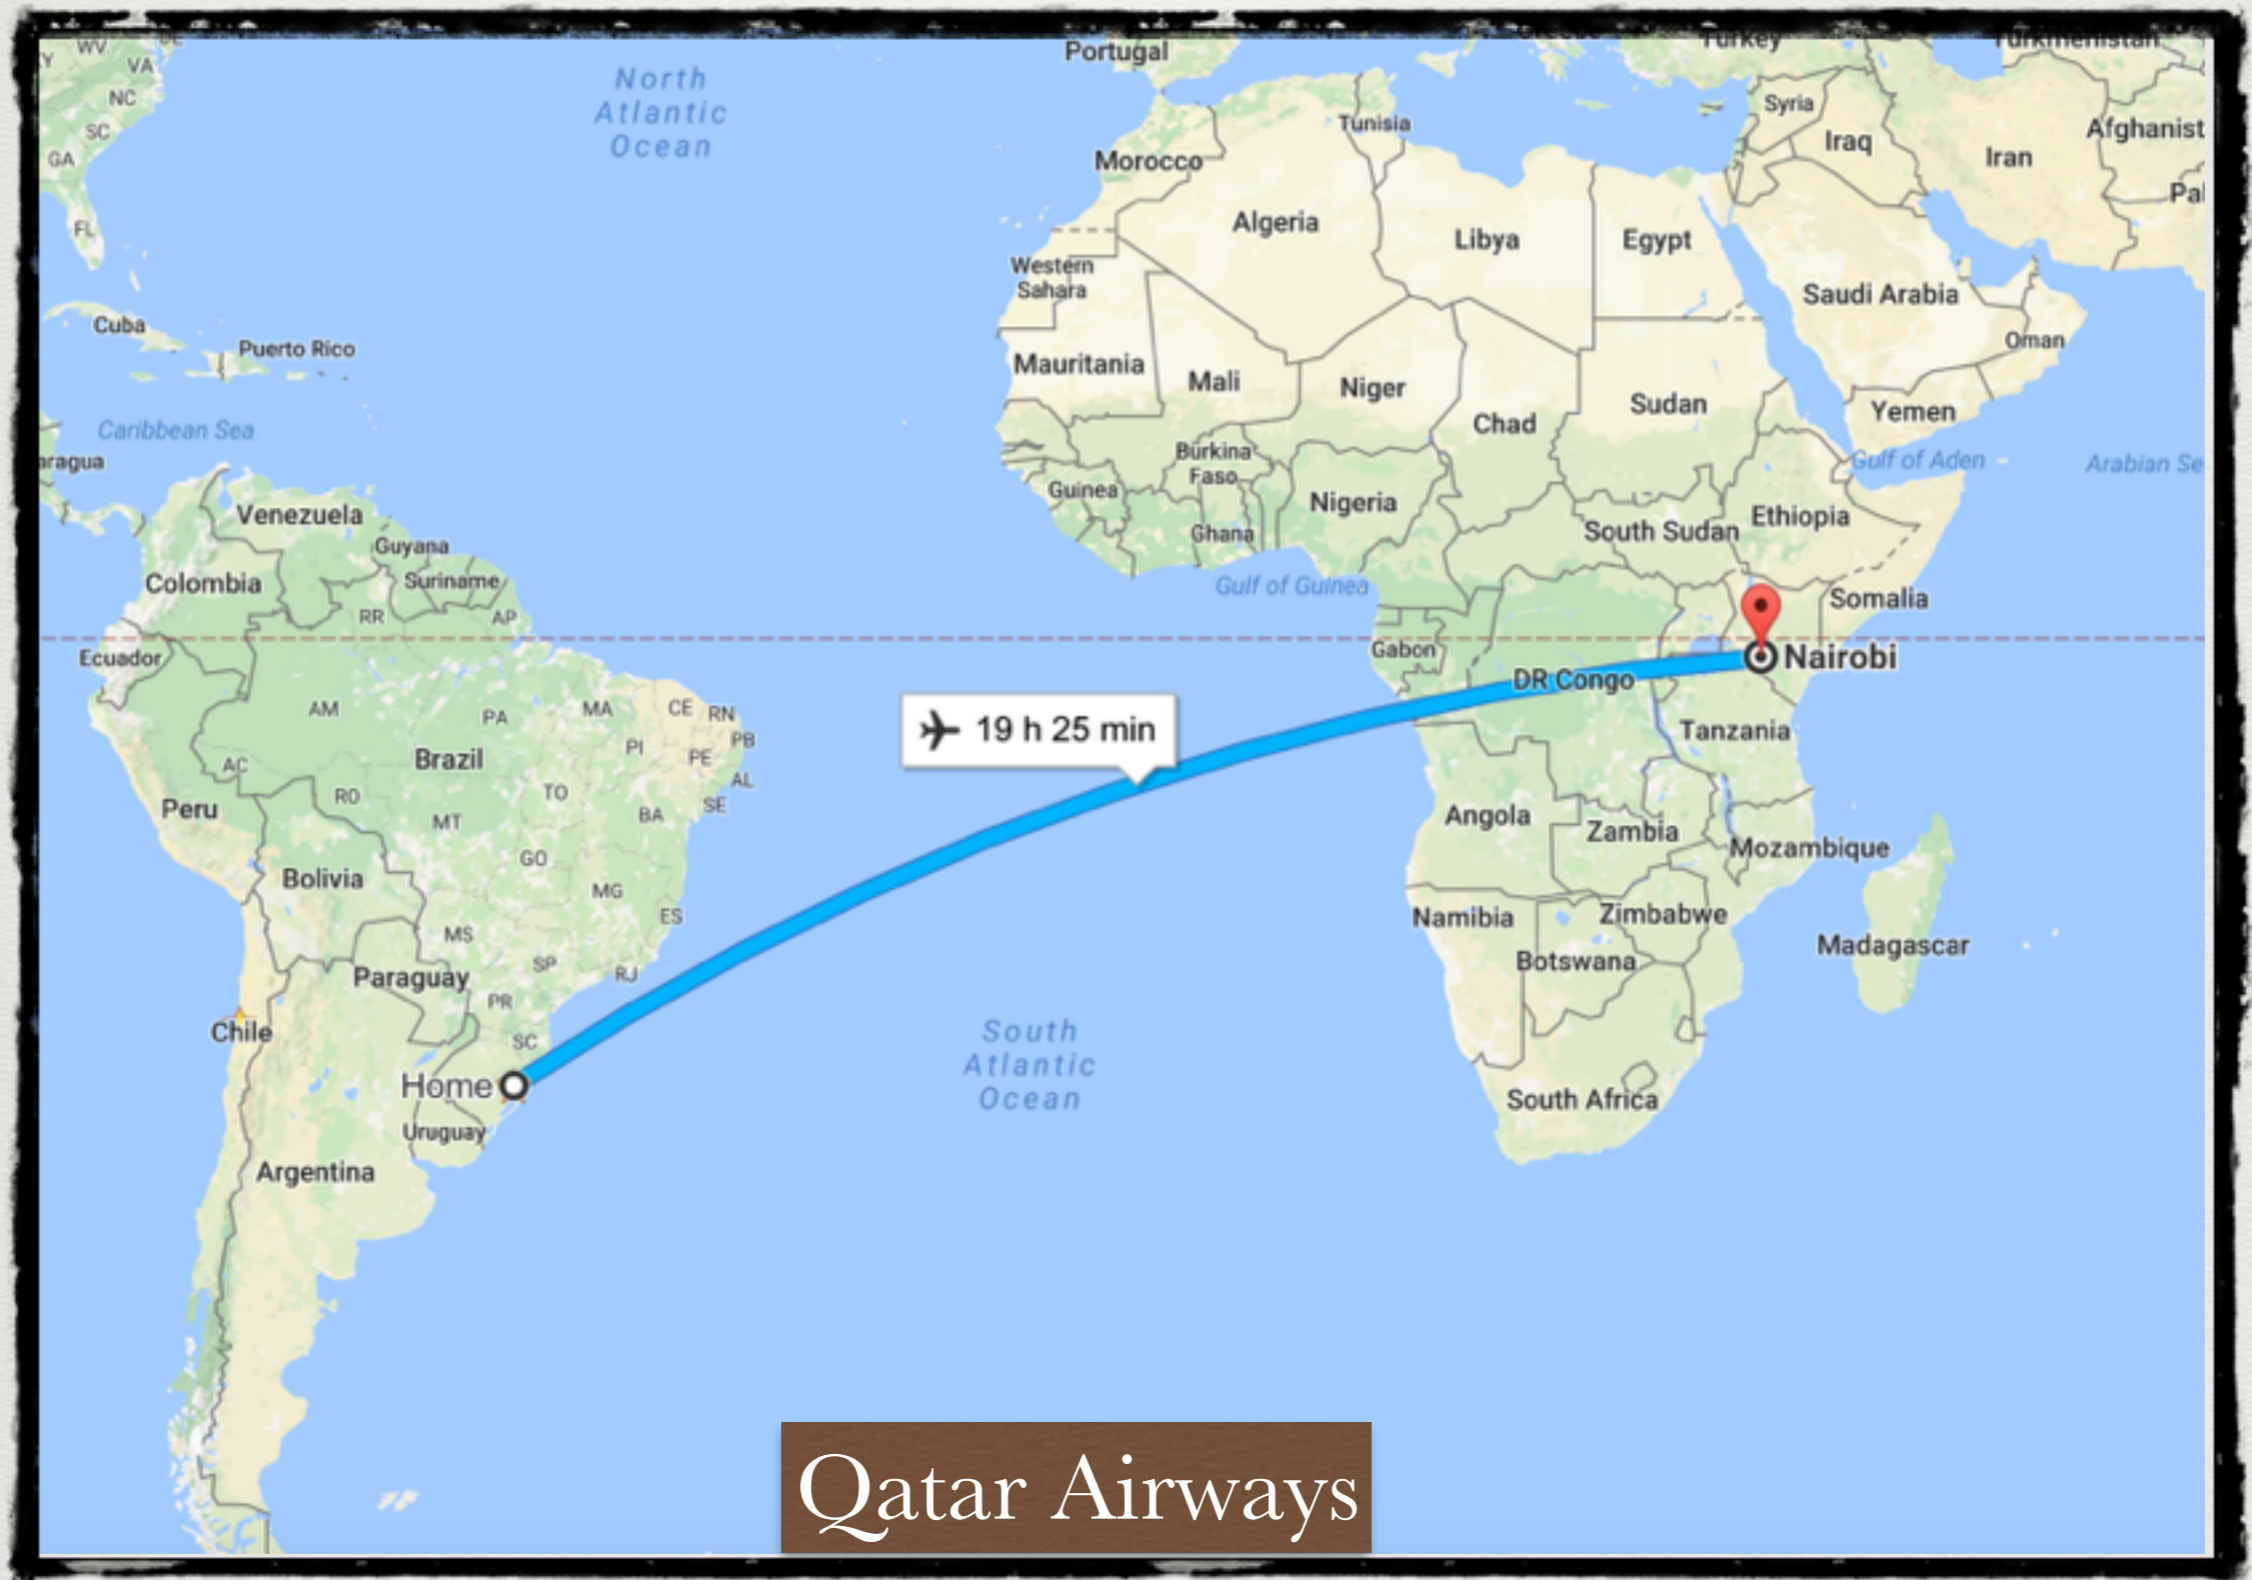 WV
VA
NC
SC
GA
FL
North
Atlantic
Ocean
Portugal
Turkey
Turkmenistan
Tunisia
Syria
Iraq
Iran
Afghanist
Pal
Morocco
Algeria
Libya
Egypt
Western
Sahara
Saudi Arabia
Oman
Cuba
Puerto Rico
Mauritania
Mali
Niger
Chad
Sudan
Yemen
Caribbean Sea
aragua
Burkina
Faso
Guinea
Ghana
Nigeria
South Sudan
Ethiopia
Gulf of Aden
Arabian Se
Venezuela
Guyana
Suriname
Colombia
RR
AP
Gulf of Guinea
Somalia
Ecuador
Gabon
DR Congo
Nairobi
AM
PA
MA
CE
RN
PB
PI
PE
AL
SE
Brazil
AC
RO
TO
BA
MT
Peru
19 h 25 min
Tanzania
Angola
Zambia
Mozambique
GO
Bolivia
MG
ES
MS
SP
RJ
Paraguay
PR
SC
Namibia
Zimbabwe
Botswana
Madagascar
Chile
Home
Uruguay
Argentina
South
Atlantic
Ocean
South Africa
Qatar Airways